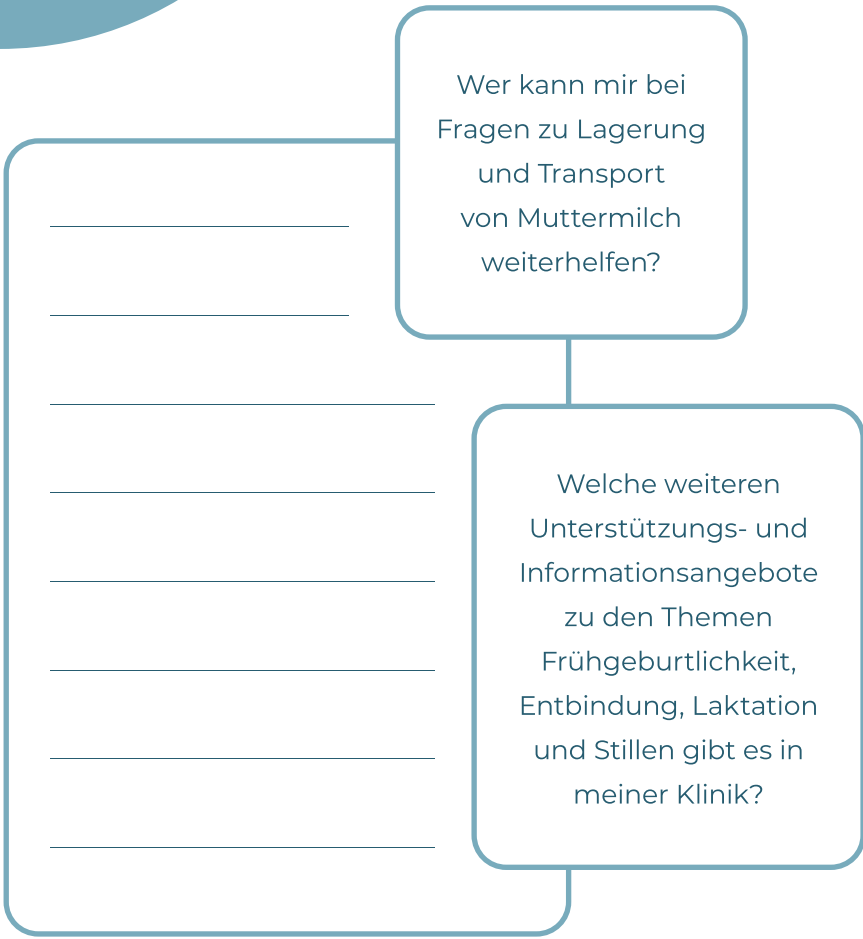 Wer kann mir bei
Fragen zu Lagerung
und Transport
von Muttermilch
weiterhelfen?
Welche weiteren
Unterstützungs- und
Informationsangebote
zu den Themen
Frühgeburtlichkeit,
Entbindung, Laktation
und Stillen gibt es in
meiner Klinik?